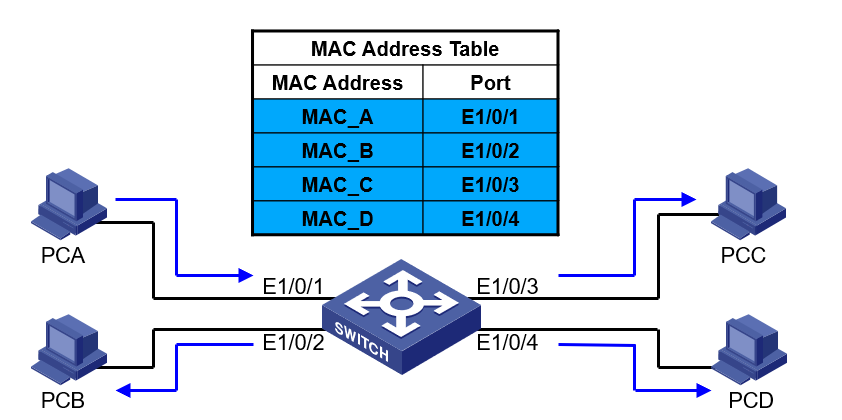 MAC Address Table
MAC Address Port
MAC_A E1/0/1
MAC_B E1/0/2
MAC_C E1/0/3
MAC_D E1/0/4
PCA
PCC
E1/0/1
E1/0/3
SWITCH
E1/0/2
E1/0/4
PCB
PCD